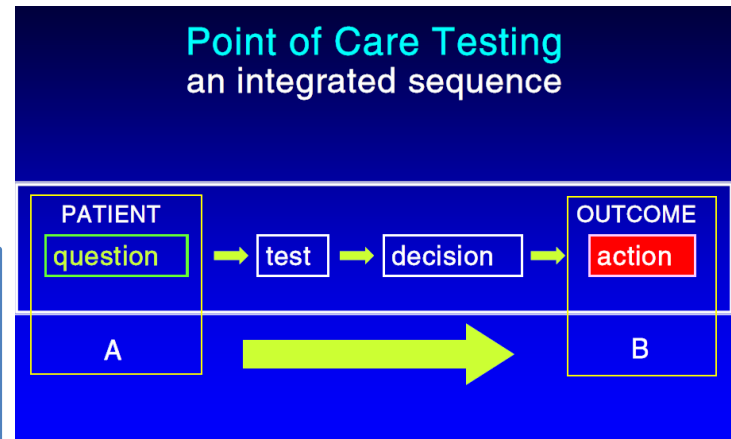 Point of Care Testing
an integrated sequence
PATIENT
OUTCOME
question
test
decision
action
A
B